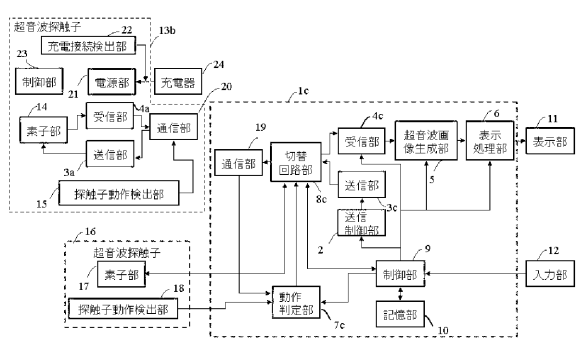 超音波探触子
22
13b
充電接続検出部
23
24
制御部
電源部
充電器
21
20
14
4a
1c
受信部
素子部
通信部
送信部
3a
探触子動作検出部
15
19
4c
6
11
通信部
切替回路部
受信部
超音波画像生成部
表示処理部
表示部
8c
送信部
3c
5
送信制御部
2
16
超音波探触子
17
素子部
18
探触子動作検出部
9
12
制御部
入力部
動作判定部
7c
記憶部
10